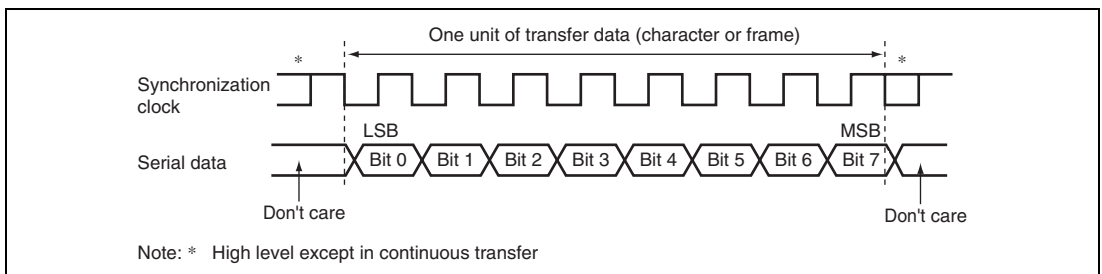 One unit of transfer data (character or frame)
* *
Synchronization
clock
LSB MSB
Serial data Bit 0 Bit 1 Bit 2 Bit 3 Bit 4 Bit 5 Bit 6 Bit 7
Don't care Don't care
Note: * High level except in continuous transfer